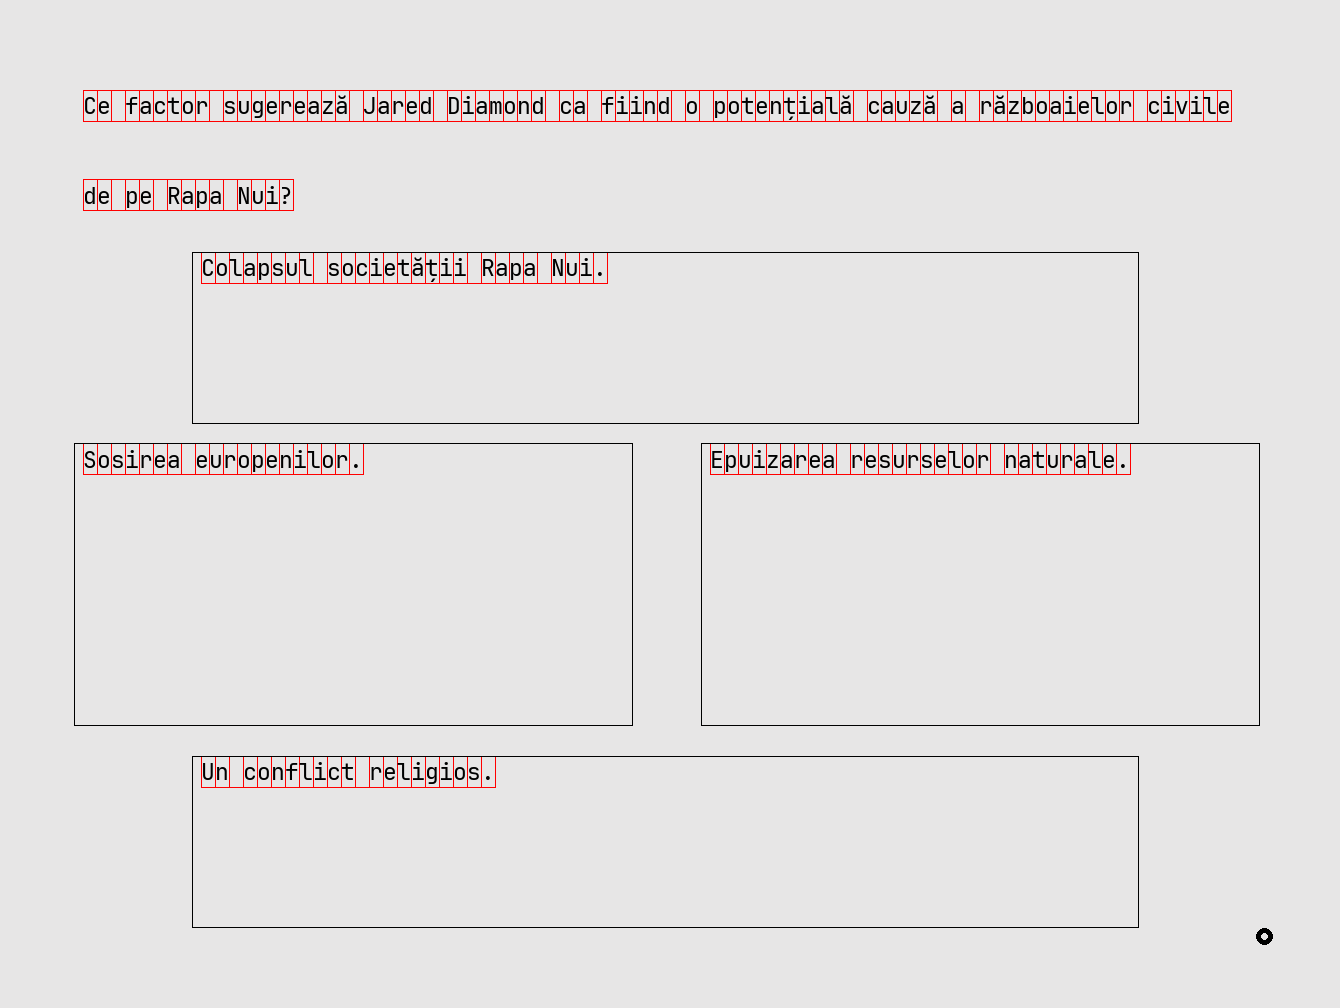 Ce factor sugerează Jared Diamond ca fiind o potențială cauză a războaielor civile
de pe Rapa Nui?
Colapsul societății Rapa Nui.
Sosirea europenilor.
Epuizarea resurselor naturale.
Un conflict religios.